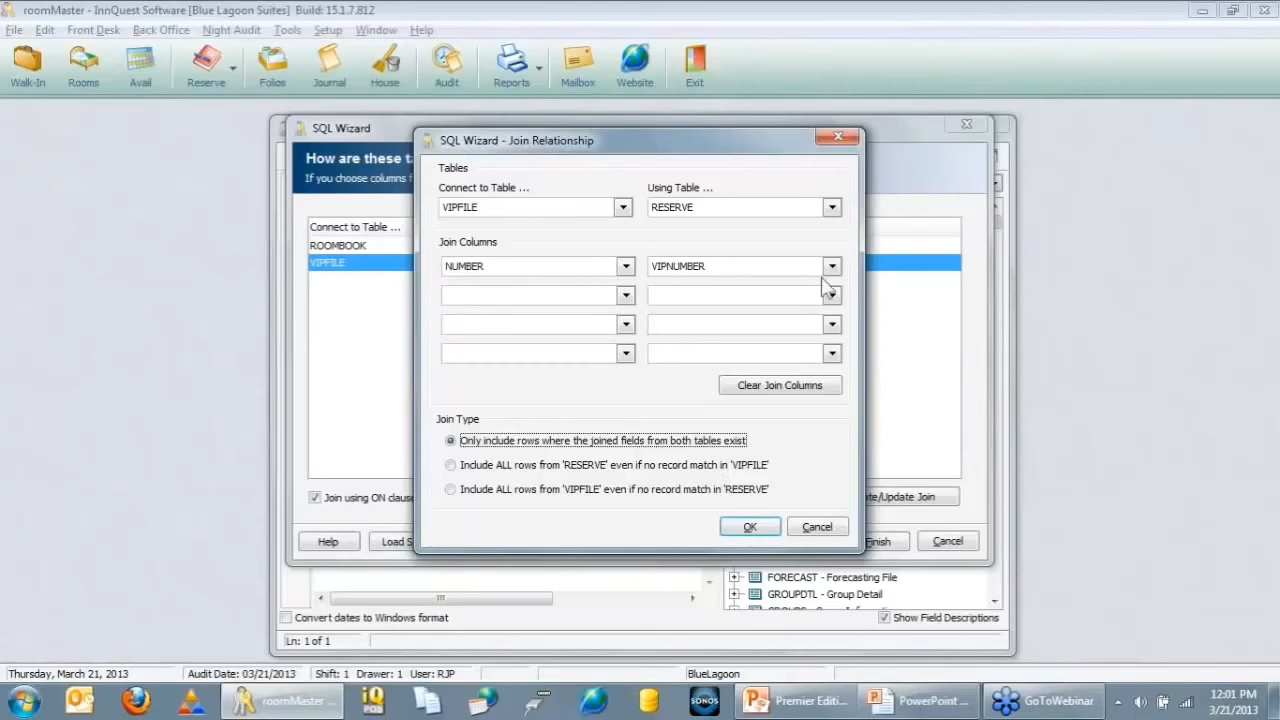 roomMaster - InnQuest Software [Blue Lagoon Suites] Build: 15.1.7.812
File Edit Front Desk Back Office Night Audit Tools Setup Window Help
Walk-In Rooms Avail Reserve Folios Journal House Audit Reports Mailbox Website Exit
SQL Wizard
How are these t
If you choose columns f
Connect to Table ...
ROOMBOOK
VIPFILE
Join using ON clause
te/Update Join
Help Load S Finish Cancel
SQL Wizard - Join Relationship
Tables
Connect to Table ... Using Table ...
VIPFILE RESERVE
Join Columns
NUMBER VIPNUMBER
Clear Join Columns
Join Type
Only include rows where the joined fields from both tables exist
Include ALL rows from 'RESERVE' even if no record match in 'VIPFILE'
Include ALL rows from 'VIPFILE' even if no record match in 'RESERVE'
OK Cancel
FORECAST - Forecasting File
GROUPDTL - Group Detail
Convert dates to Windows format Show Field Descriptions
Ln: 1 of 1
Thursday, March 21, 2013 Audit Date: 03/21/2013 Shift: 1 Drawer: 1 User: RJP BlueLagoon
roomMaster ... iQ POS SONOS Premier Editi... PowerPoint ... GoToWebinar 12:01 PM
3/21/2013